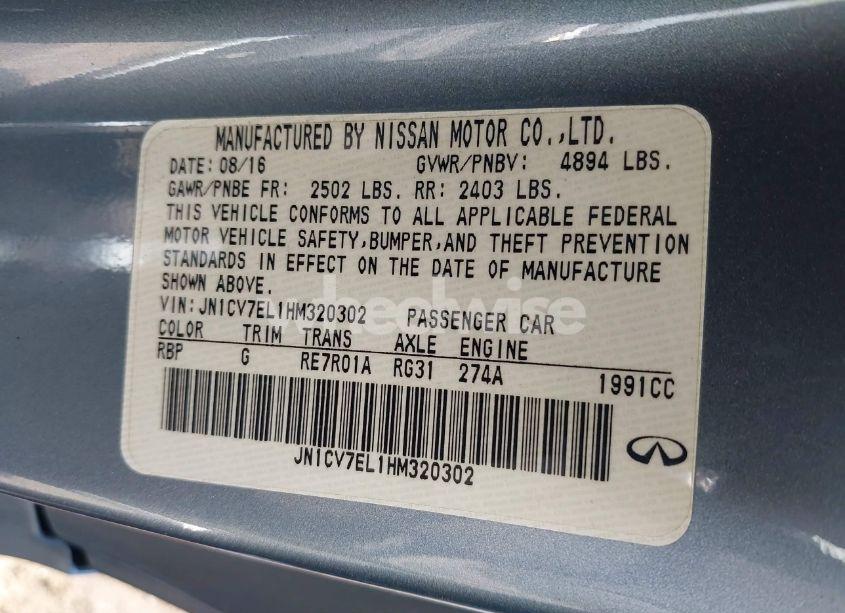 MANUFACTURED BY NISSAN MOTOR CO.,LTD.
DATE: 08/16 GVWR/PNBV: 4894 LBS.
GAWR/PNBE FR: 2502 LBS. RR: 2403 LBS.
THIS VEHICLE CONFORMS TO ALL APPLICABLE FEDERAL
MOTOR VEHICLE SAFETY,BUMPER,AND THEFT PREVENTION
STANDARDS IN EFFECT ON THE DATE OF MANUFACTURE
SHOWN ABOVE.
VIN:JN1CV7EL1HM320302 PASSENGER CAR
COLOR TRIM TRANS AXLE ENGINE
RBP G RE7R01A RG31 274A 1991CC
JN1CV7EL1HM320302
wheelwise